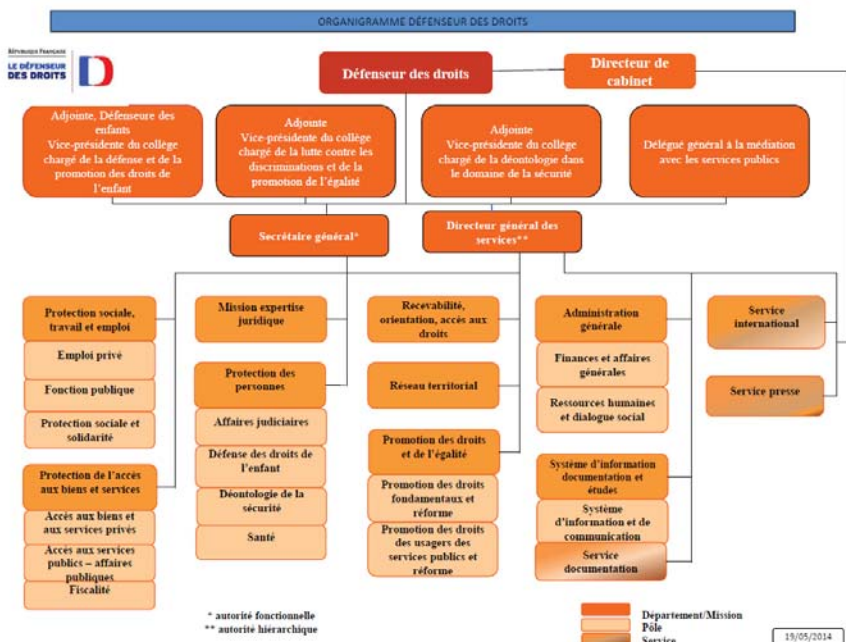 ORGANIGRAMME DÉFENSEUR DES DROITS
RÉPUBLIQUE FRANÇAISE
LE DÉFENSEUR
DES DROITS
Défenseur des droits
Directeur de
cabinet
Adjointe, Défenseure des
enfants
Vice-présidente du collège
chargé de la défense et de la
promotion des droits de
l'enfant
Adjointe
Vice-présidente du collège
chargé de la lutte contre les
discriminations et de la
promotion de l'égalité
Adjointe
Vice-présidente du collège
chargé de la déontologie dans
le domaine de la sécurité
Délégué général à la médiation
avec les services publics
Secrétaire général*
Directeur général des
services**
Protection sociale,
travail et emploi
Emploi privé
Fonction publique
Protection sociale et
solidarité
Protection de l'accès
aux biens et services
Accès aux biens et
aux services privés
Accès aux services
publics – affaires
publiques
Fiscalité
Mission expertise
juridique
Protection des
personnes
Affaires judiciaires
Défense des droits de
l'enfant
Déontologie de la
sécurité
Santé
Recevabilité,
orientation, accès aux
droits
Réseau territorial
Promotion des droits
et de l'égalité
Promotion des droits
fondamentaux et
réforme
Promotion des droits
des usagers des
services publics et
réforme
Administration
générale
Finances et affaires
générales
Ressources humaines
et dialogue social
Système d'information
documentation et
études
Système
d'information et de
communication
Service
documentation
Service
international
Service presse
* autorité fonctionnelle
** autorité hiérarchique
Département/Mission
Pôle
Service
19/05/2014